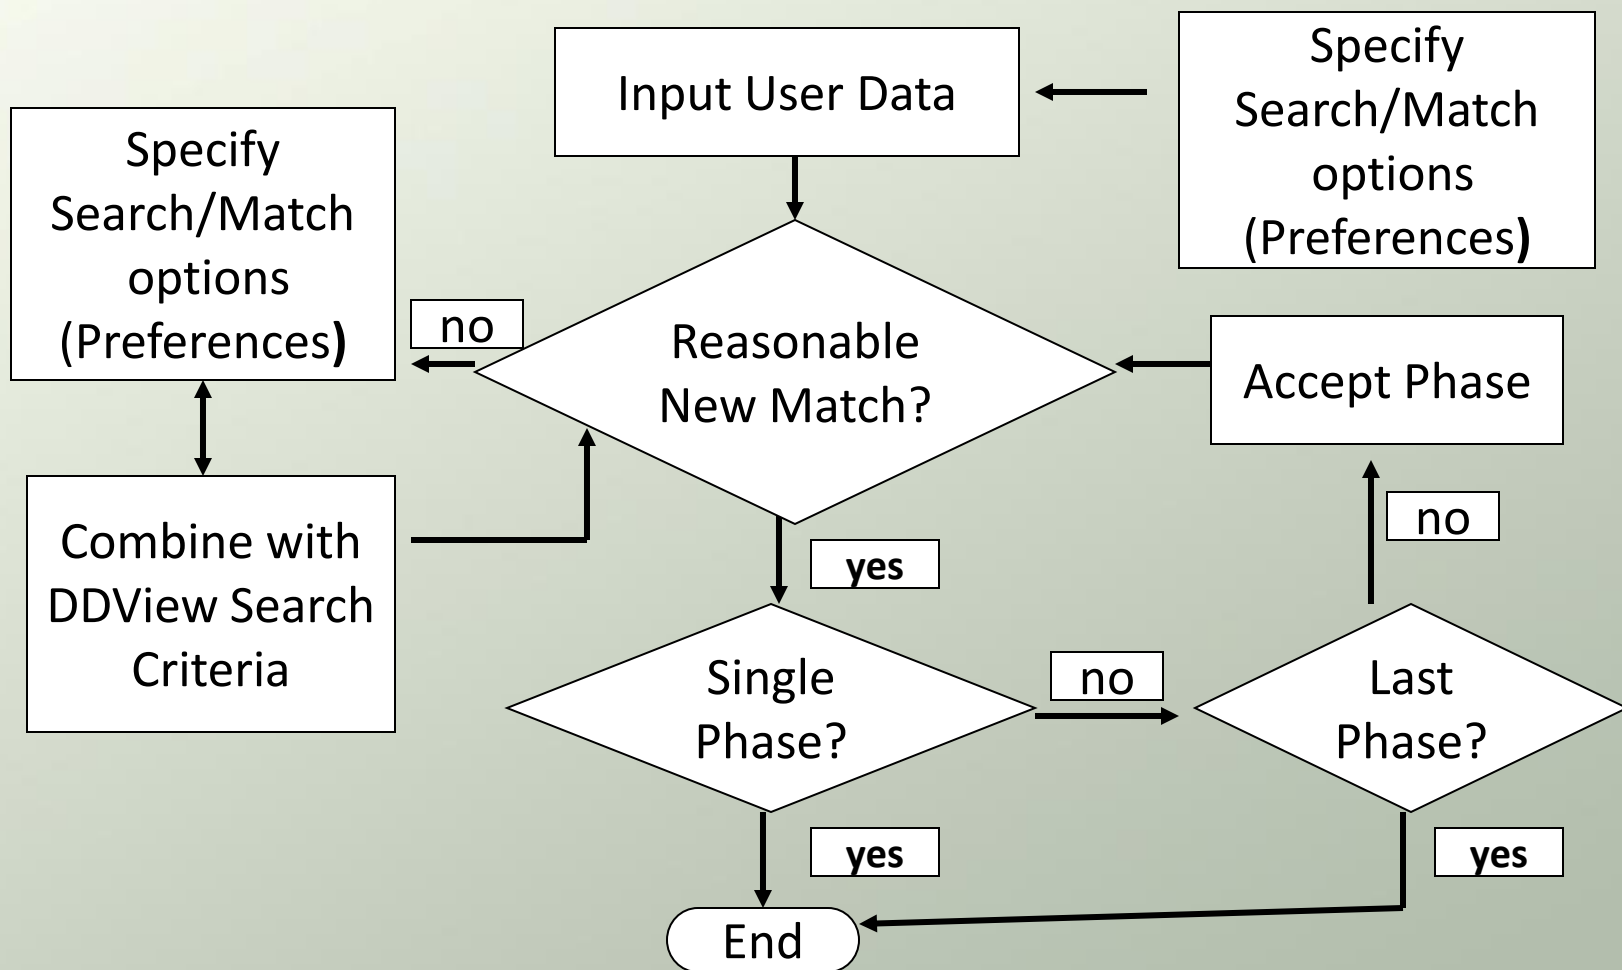 Input User Data
Specify
Search/Match
options
(Preferences)
Specify
Search/Match
options
(Preferences)
no
Reasonable
New Match?
Accept Phase
no
Combine with
DDView Search
Criteria
yes
Single
Phase?
no
Last
Phase?
yes
yes
End